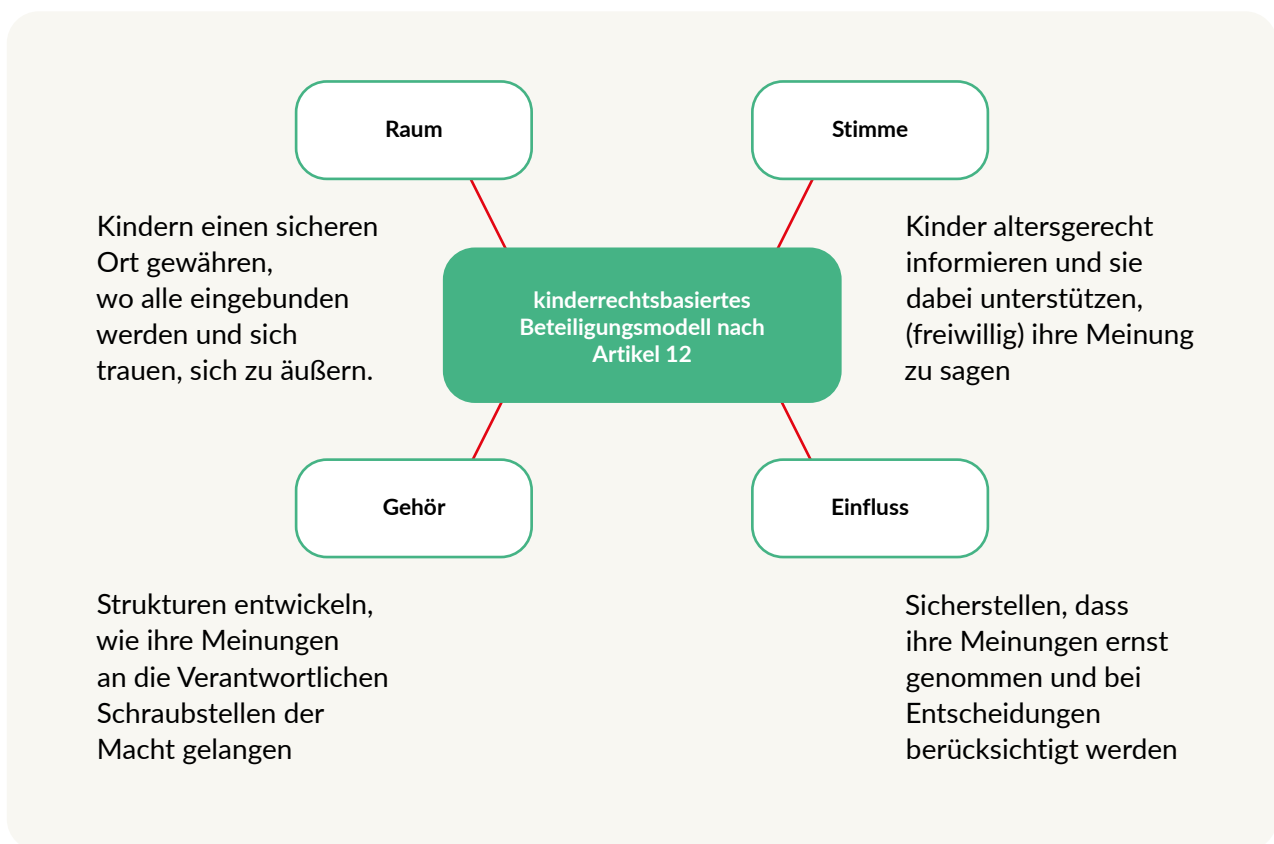 Raum
Stimme
Kindern einen sicheren
Ort gewähren,
wo alle eingebunden
werden und sich
trauen, sich zu äußern.
kinderrechtsbasiertes
Beteiligungsmodell nach
Artikel 12
Kinder altersgerecht
informieren und sie
dabei unterstützen,
(freiwillig) ihre Meinung
zu sagen
Gehör
Einfluss
Strukturen entwickeln,
wie ihre Meinungen
an die Verantwortlichen
Schraubstellen der
Macht gelangen
Sicherstellen, dass
ihre Meinungen ernst
genommen und bei
Entscheidungen
berücksichtigt werden